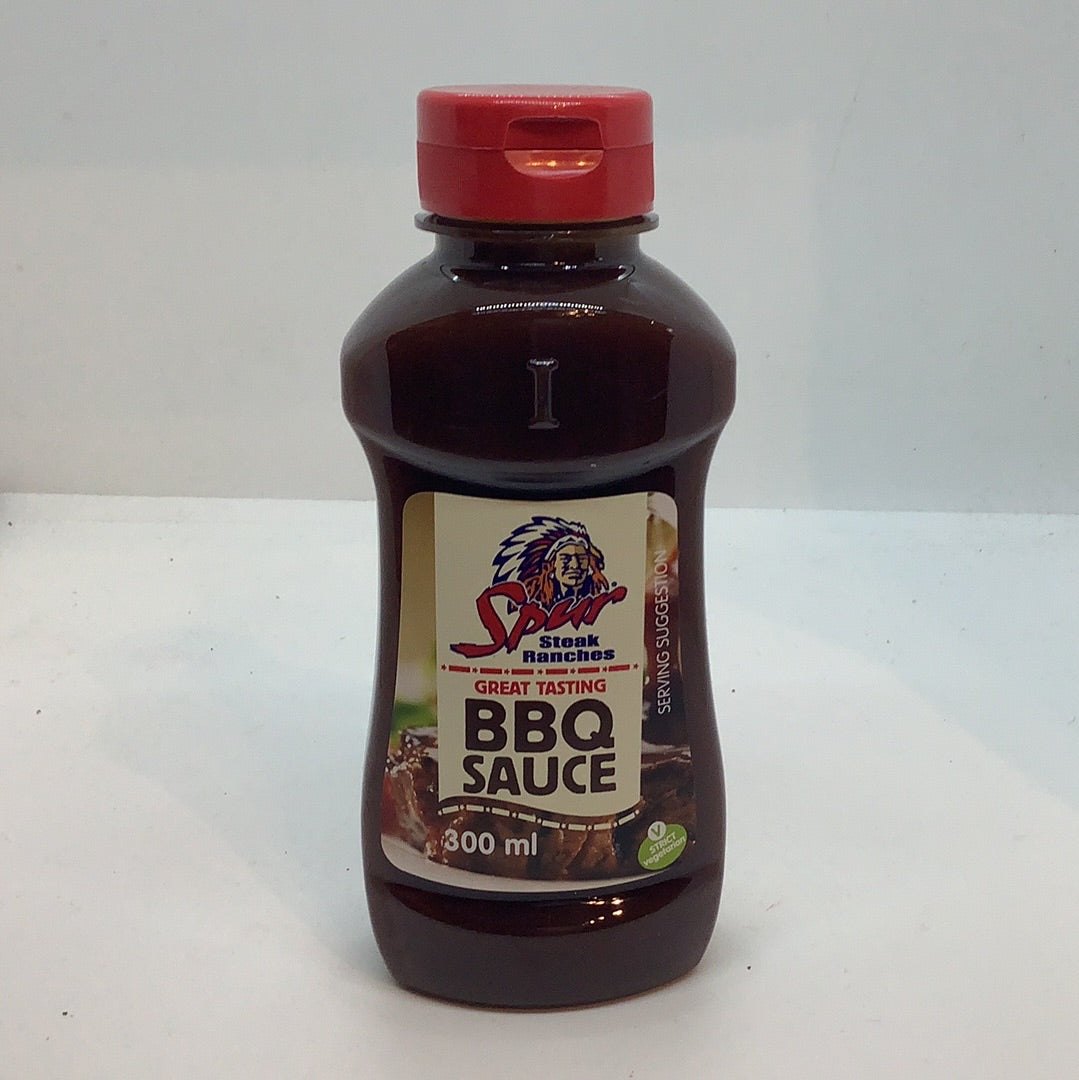 I
Spur
Steak
Ranches
GREAT TASTING
BBQ
SAUCE
300 ml
SERVING SUGGESTION
V
STRICT
vegetarian